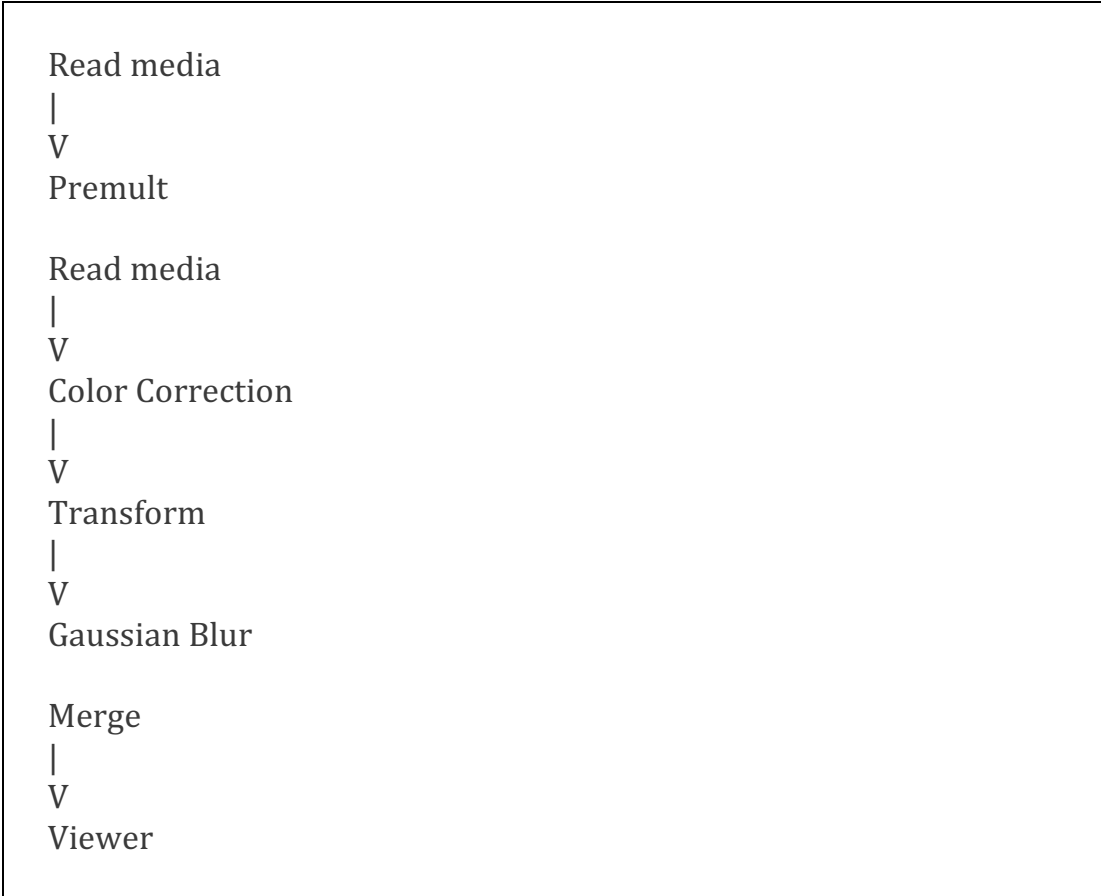 Read media
|
V
Premult
Read media
|
V
Color Correction
|
V
Transform
|
V
Gaussian Blur
Merge
|
V
Viewer